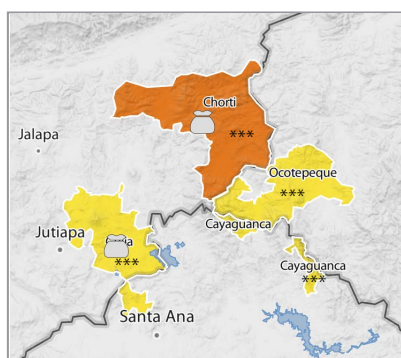 Chorti
***
Jalapa
Ocotepeque
***
Cayaguanca
Jutiapa
***
Cayaguanca
***
Santa Ana